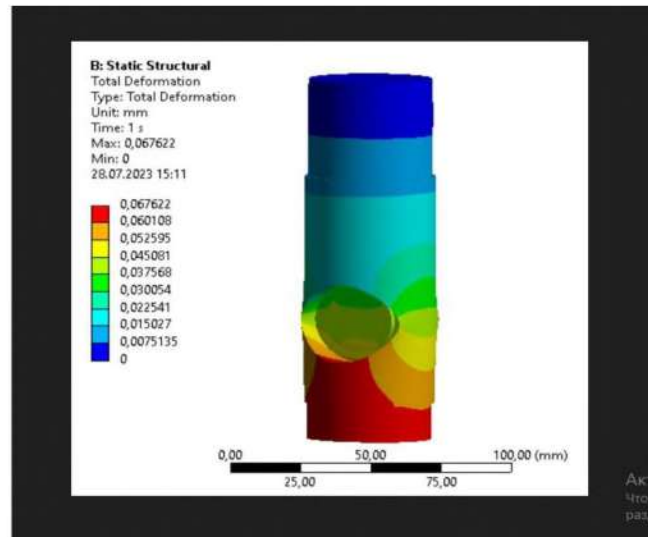 B: Static Structural
Total Deformation
Type: Total Deformation
Unit: mm
Time: 1 s
Max: 0,067622
Min: 0
28.07.2023 15:11
0,067622
0,060108
0,052595
0,045081
0,037568
0,030054
0,022541
0,015027
0,0075135
0
0,00 50,00 100,00 (mm)
25,00 75,00